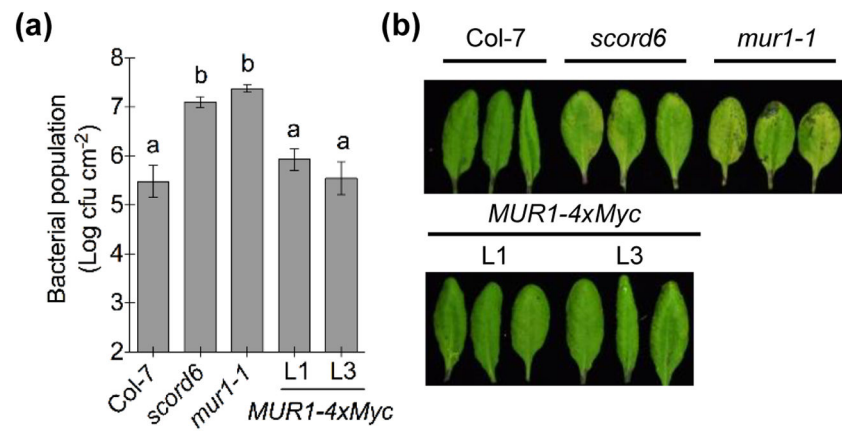 (a)
Bacterial population
(Log cfu cm-2)
8
7
6
5
4
3
2
a
b
b
a
a
Col-7
scord6
mur1-1
L1
L3
MUR1-4xMyc
(b)
Col-7
scord6
mur1-1
MUR1-4xMyc
L1
L3